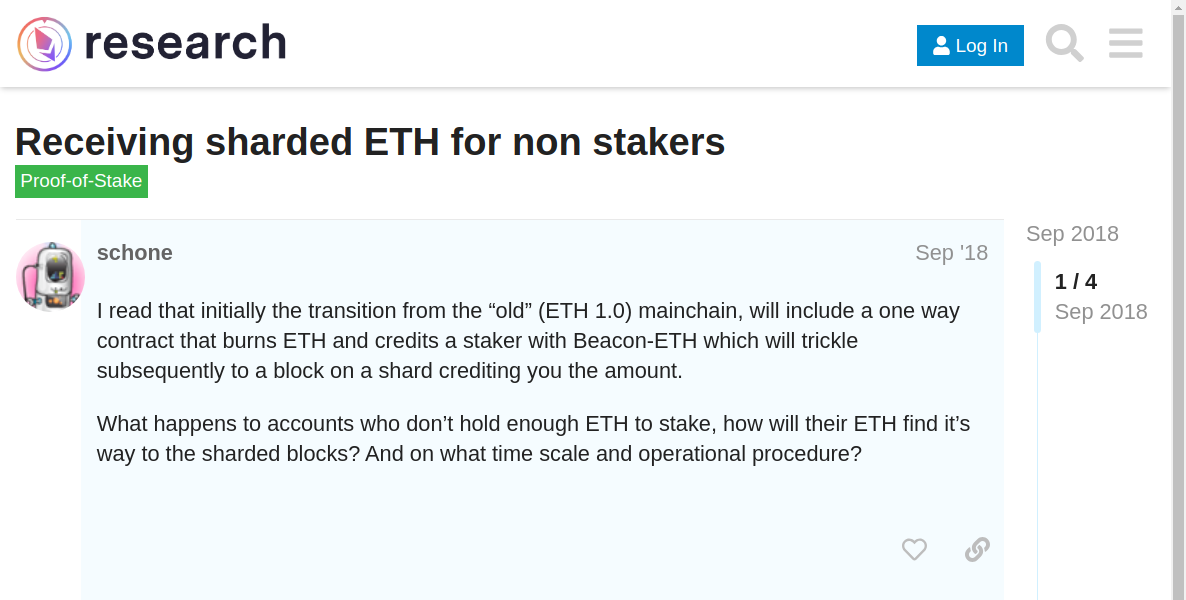 research
Log In
Receiving sharded ETH for non stakers
Proof-of-Stake
schone
Sep '18
I read that initially the transition from the “old” (ETH 1.0) mainchain, will include a one way
contract that burns ETH and credits a staker with Beacon-ETH which will trickle
subsequently to a block on a shard crediting you the amount.
What happens to accounts who don’t hold enough ETH to stake, how will their ETH find it’s
way to the sharded blocks? And on what time scale and operational procedure?
Sep 2018
1 / 4
Sep 2018